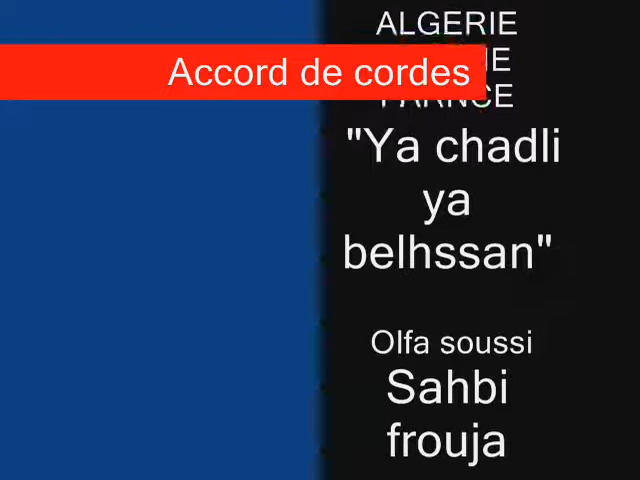 ALGERIE
Accord de cordes
"Ya chadli
ya
belhssan"
Olfa soussi
Sahbi
frouja